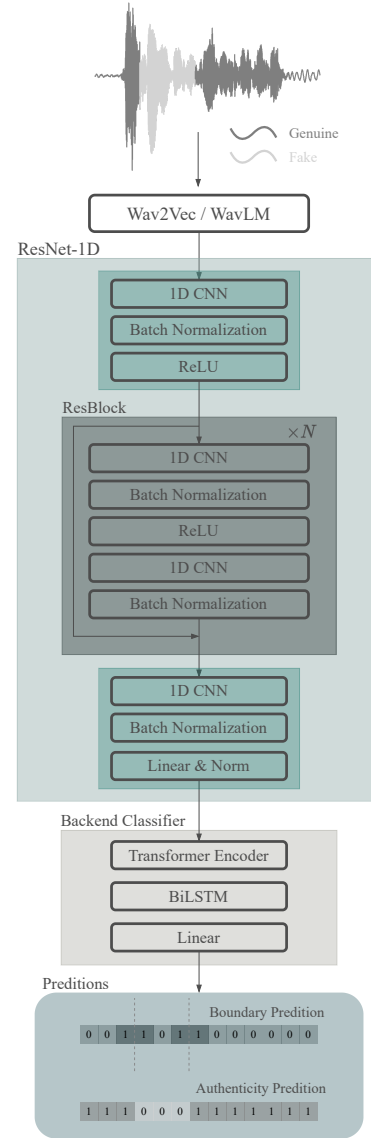 Genuine
Fake
Wav2Vec / WavLM
ResNet-1D
1D CNN
Batch Normalization
ReLU
ResBlock
×N
1D CNN
Batch Normalization
ReLU
1D CNN
Batch Normalization
1D CNN
Batch Normalization
Linear & Norm
Backend Classifier
Transformer Encoder
BiLSTM
Linear
Preditions
Boundary Predition
0 0 1 1 0 1 1 0 0 0 0 0 0
Authenticity Predition
1 1 1 0 0 0 1 1 1 1 1 1 1